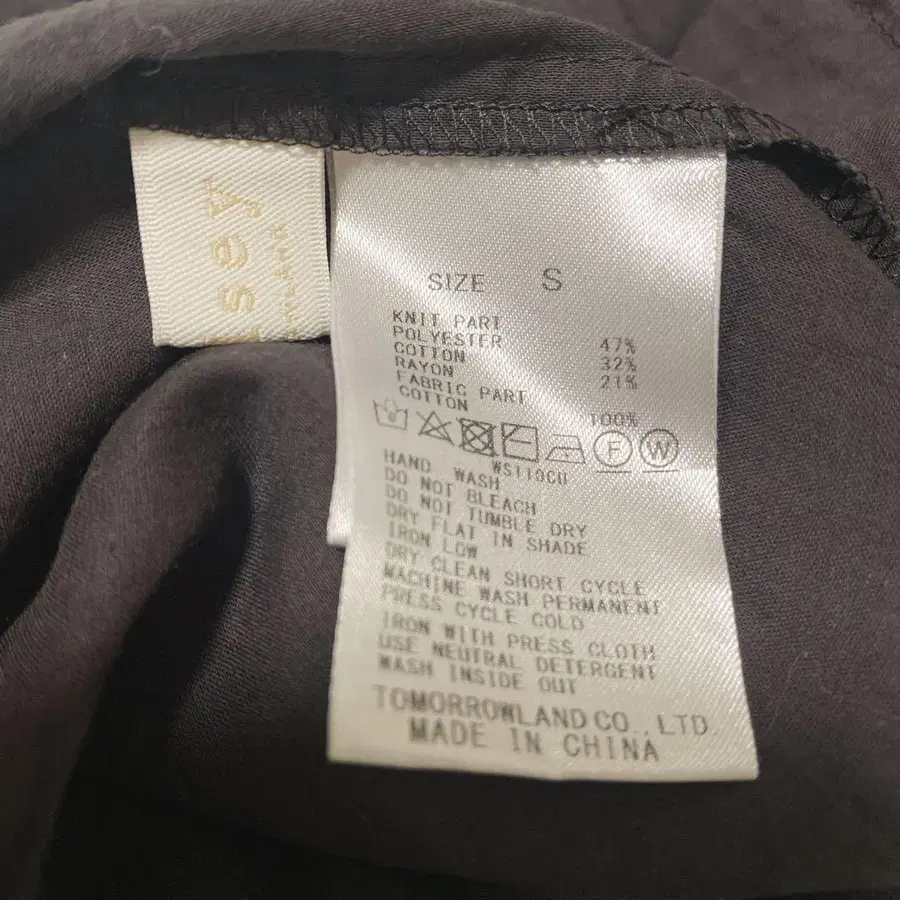 sey
SIZE S
KNIT PART
POLYESTER 47%
COTTON 32%
RAYON 21%
FABRIC PART
COTTON 100%
F W
WS119CU
HAND WASH
DO NOT BLEACH
DO NOT TUMBLE DRY
DRY FLAT IN SHADE
IRON LOW
DRY CLEAN SHORT CYCLE
MACHINE WASH PERMANENT
PRESS CYCLE COLD
IRON WITH PRESS CLOTH
USE NEUTRAL DETERGENT
WASH INSIDE OUT
TOMORROWLAND CO., LTD.
MADE IN CHINA